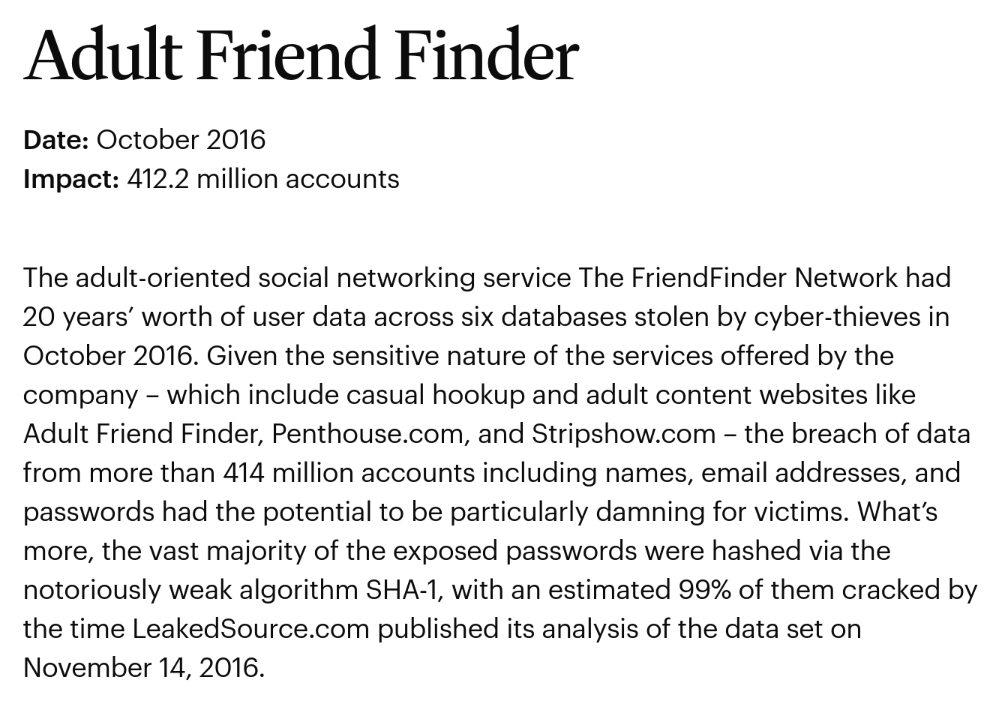 Adult Friend Finder
Date: October 2016
Impact: 412.2 million accounts
The adult-oriented social networking service The FriendFinder Network had
20 years’ worth of user data across six databases stolen by cyber-thieves in
October 2016. Given the sensitive nature of the services offered by the
company – which include casual hookup and adult content websites like
Adult Friend Finder, Penthouse.com, and Stripshow.com – the breach of data
from more than 414 million accounts including names, email addresses, and
passwords had the potential to be particularly damning for victims. What’s
more, the vast majority of the exposed passwords were hashed via the
notoriously weak algorithm SHA-1, with an estimated 99% of them cracked by
the time LeakedSource.com published its analysis of the data set on
November 14, 2016.